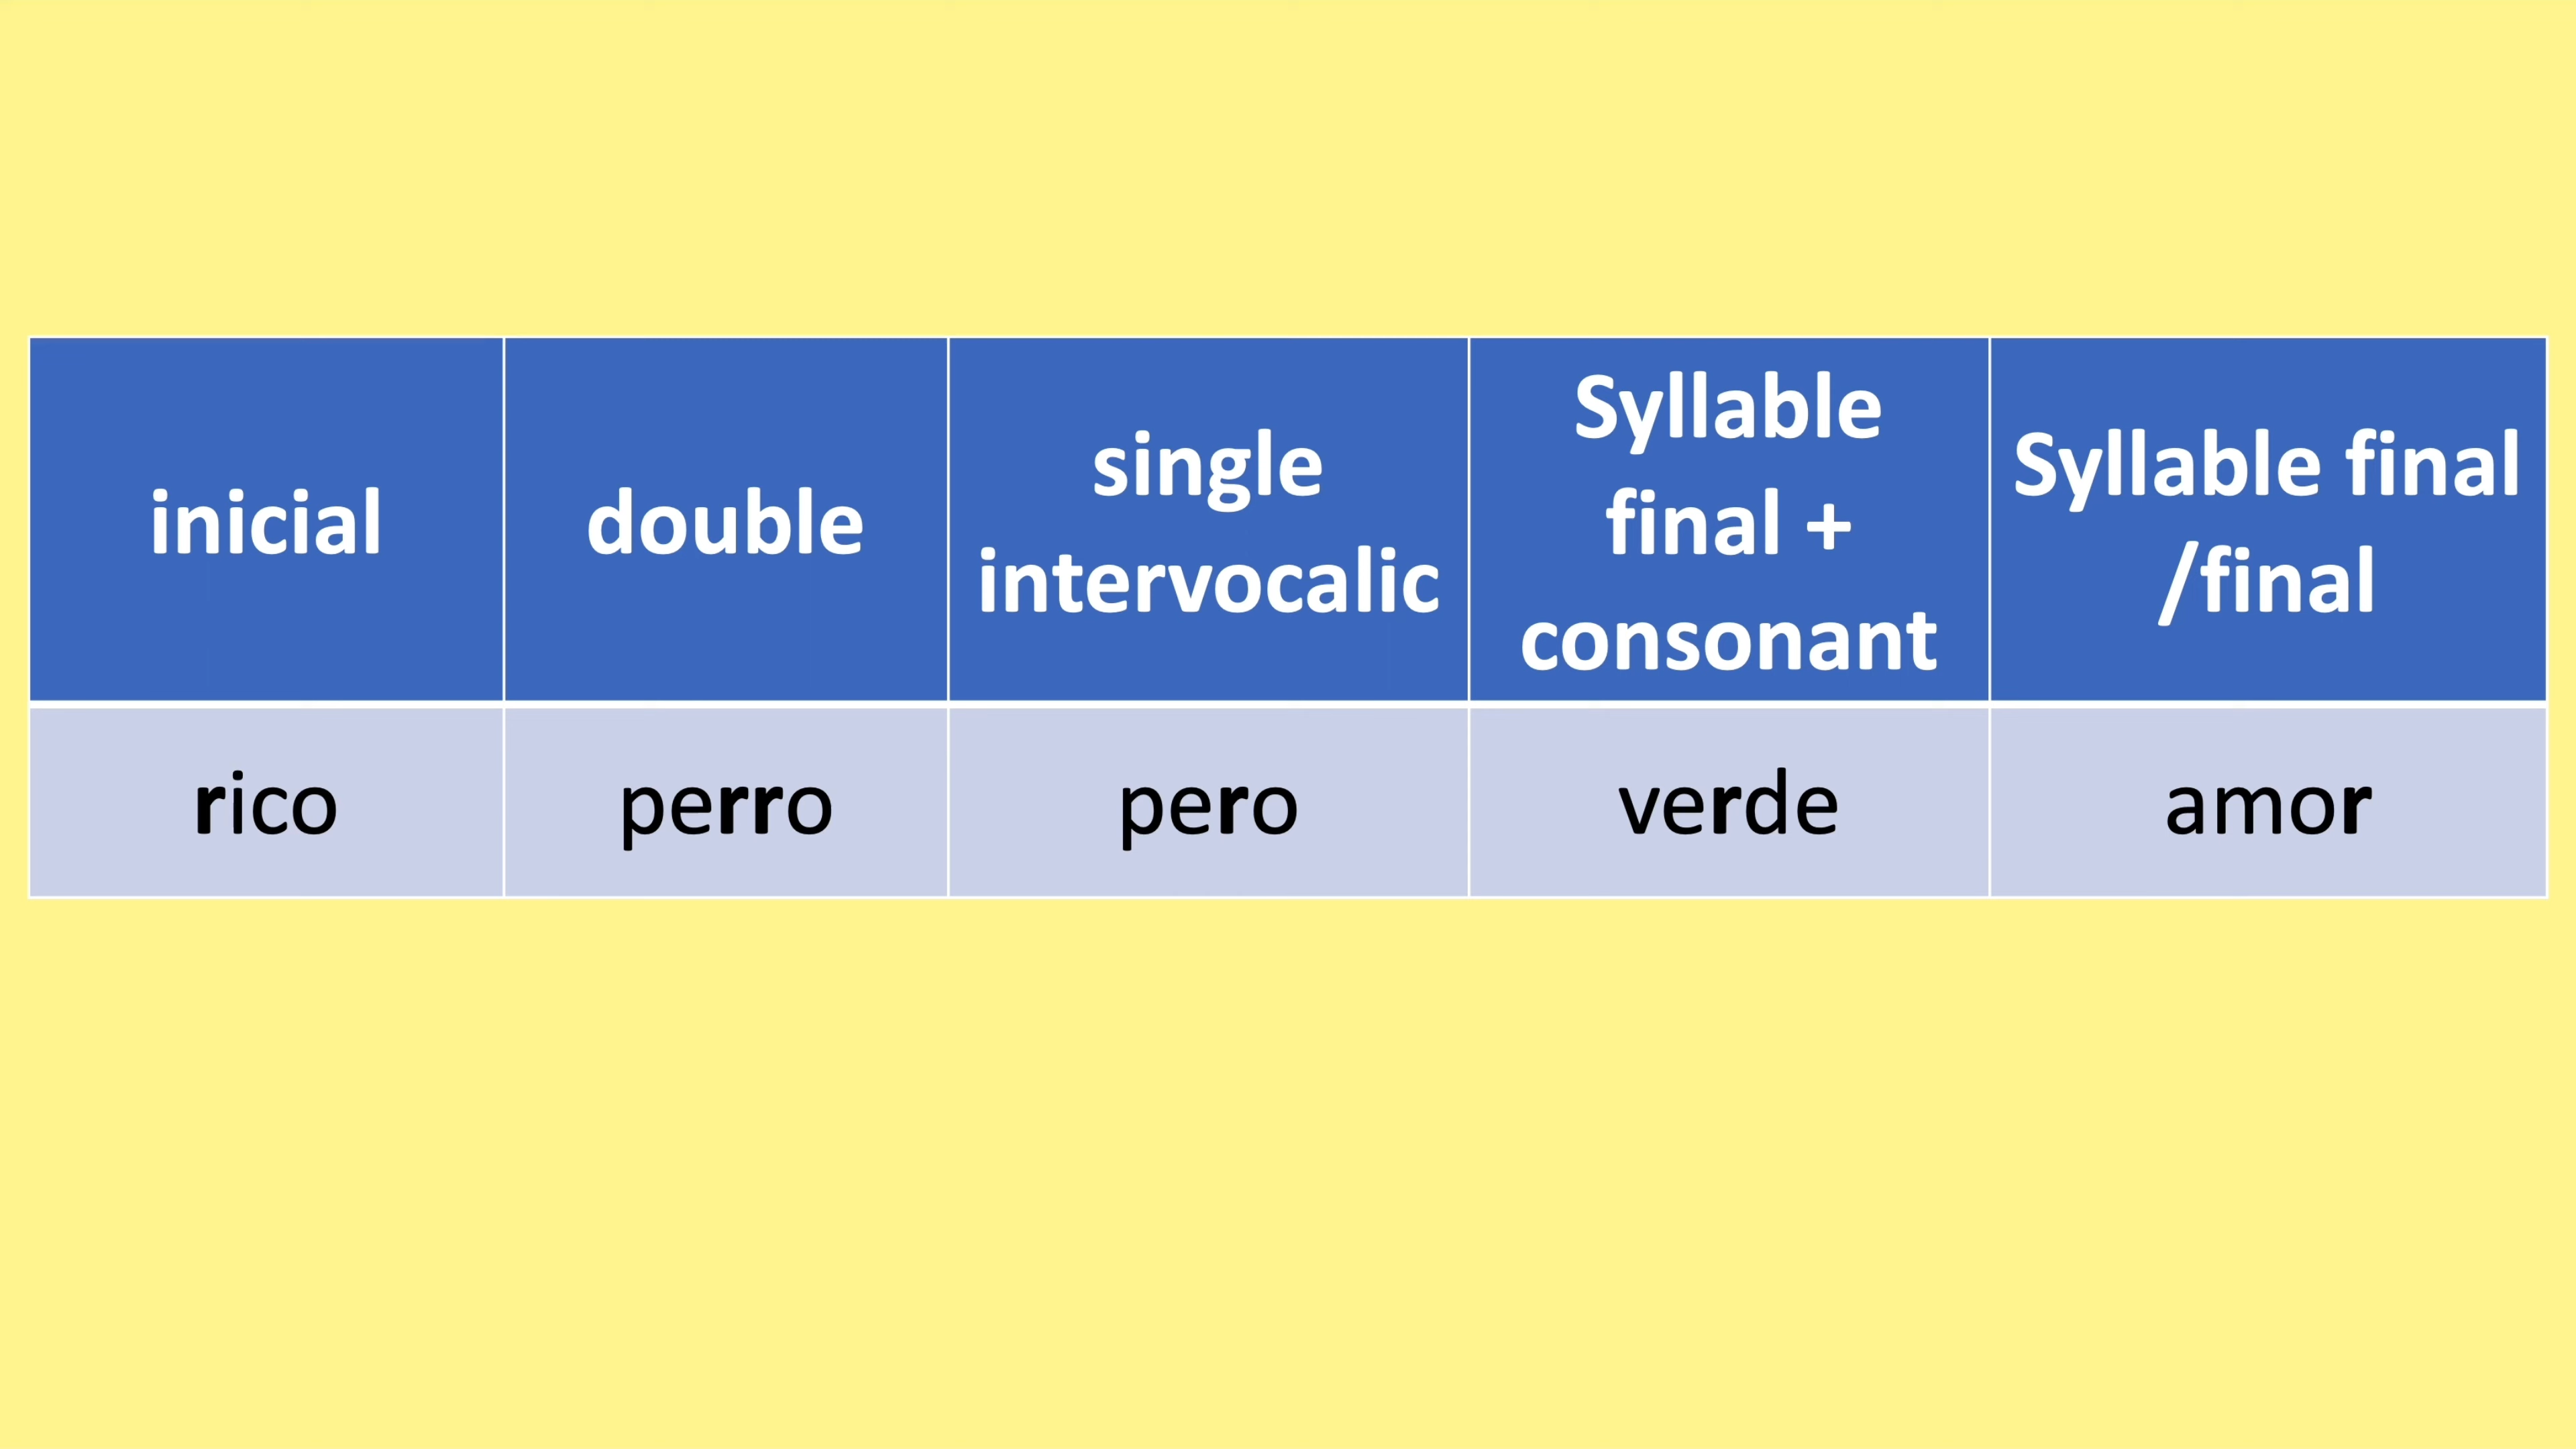 inicial
double
single
intervocalic
Syllable
final +
consonant
Syllable final
/final
rico
perro
pero
verde
amor